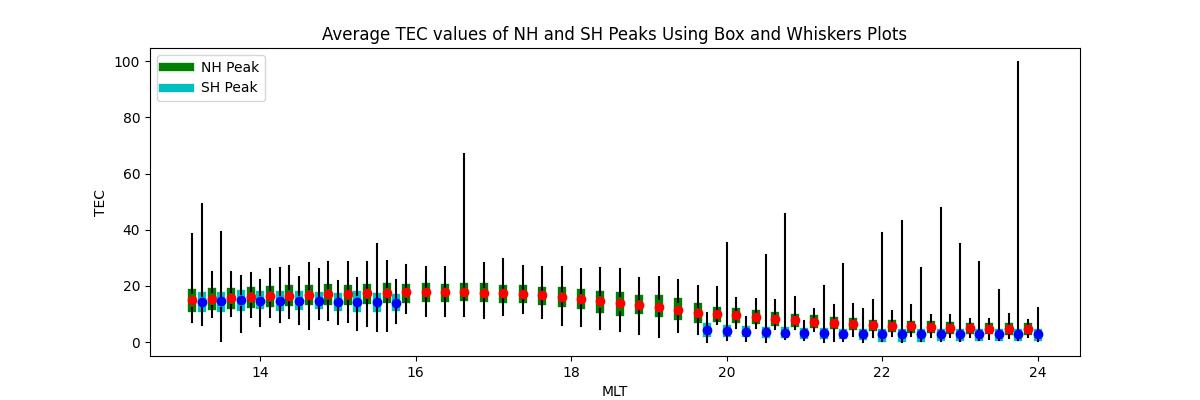 Average TEC values of NH and SH Peaks Using Box and Whiskers Plots
NH Peak
SH Peak
100
80
60
40
20
0
TEC
14 16 18 20 22 24
MLT